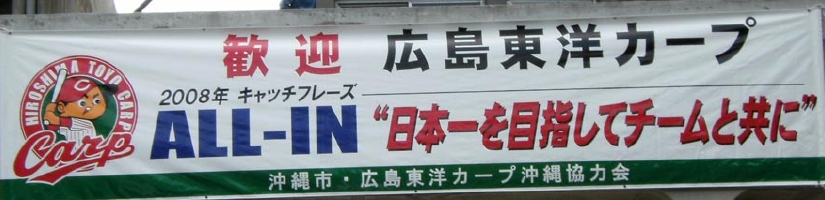 歓迎 広島東洋カープ
HIROSHIMA TOYO CARP
Carp
2008年 キャッチフレーズ
ALL-IN “日本一を目指してチームと共に”
沖縄市・広島東洋カープ沖縄協力会